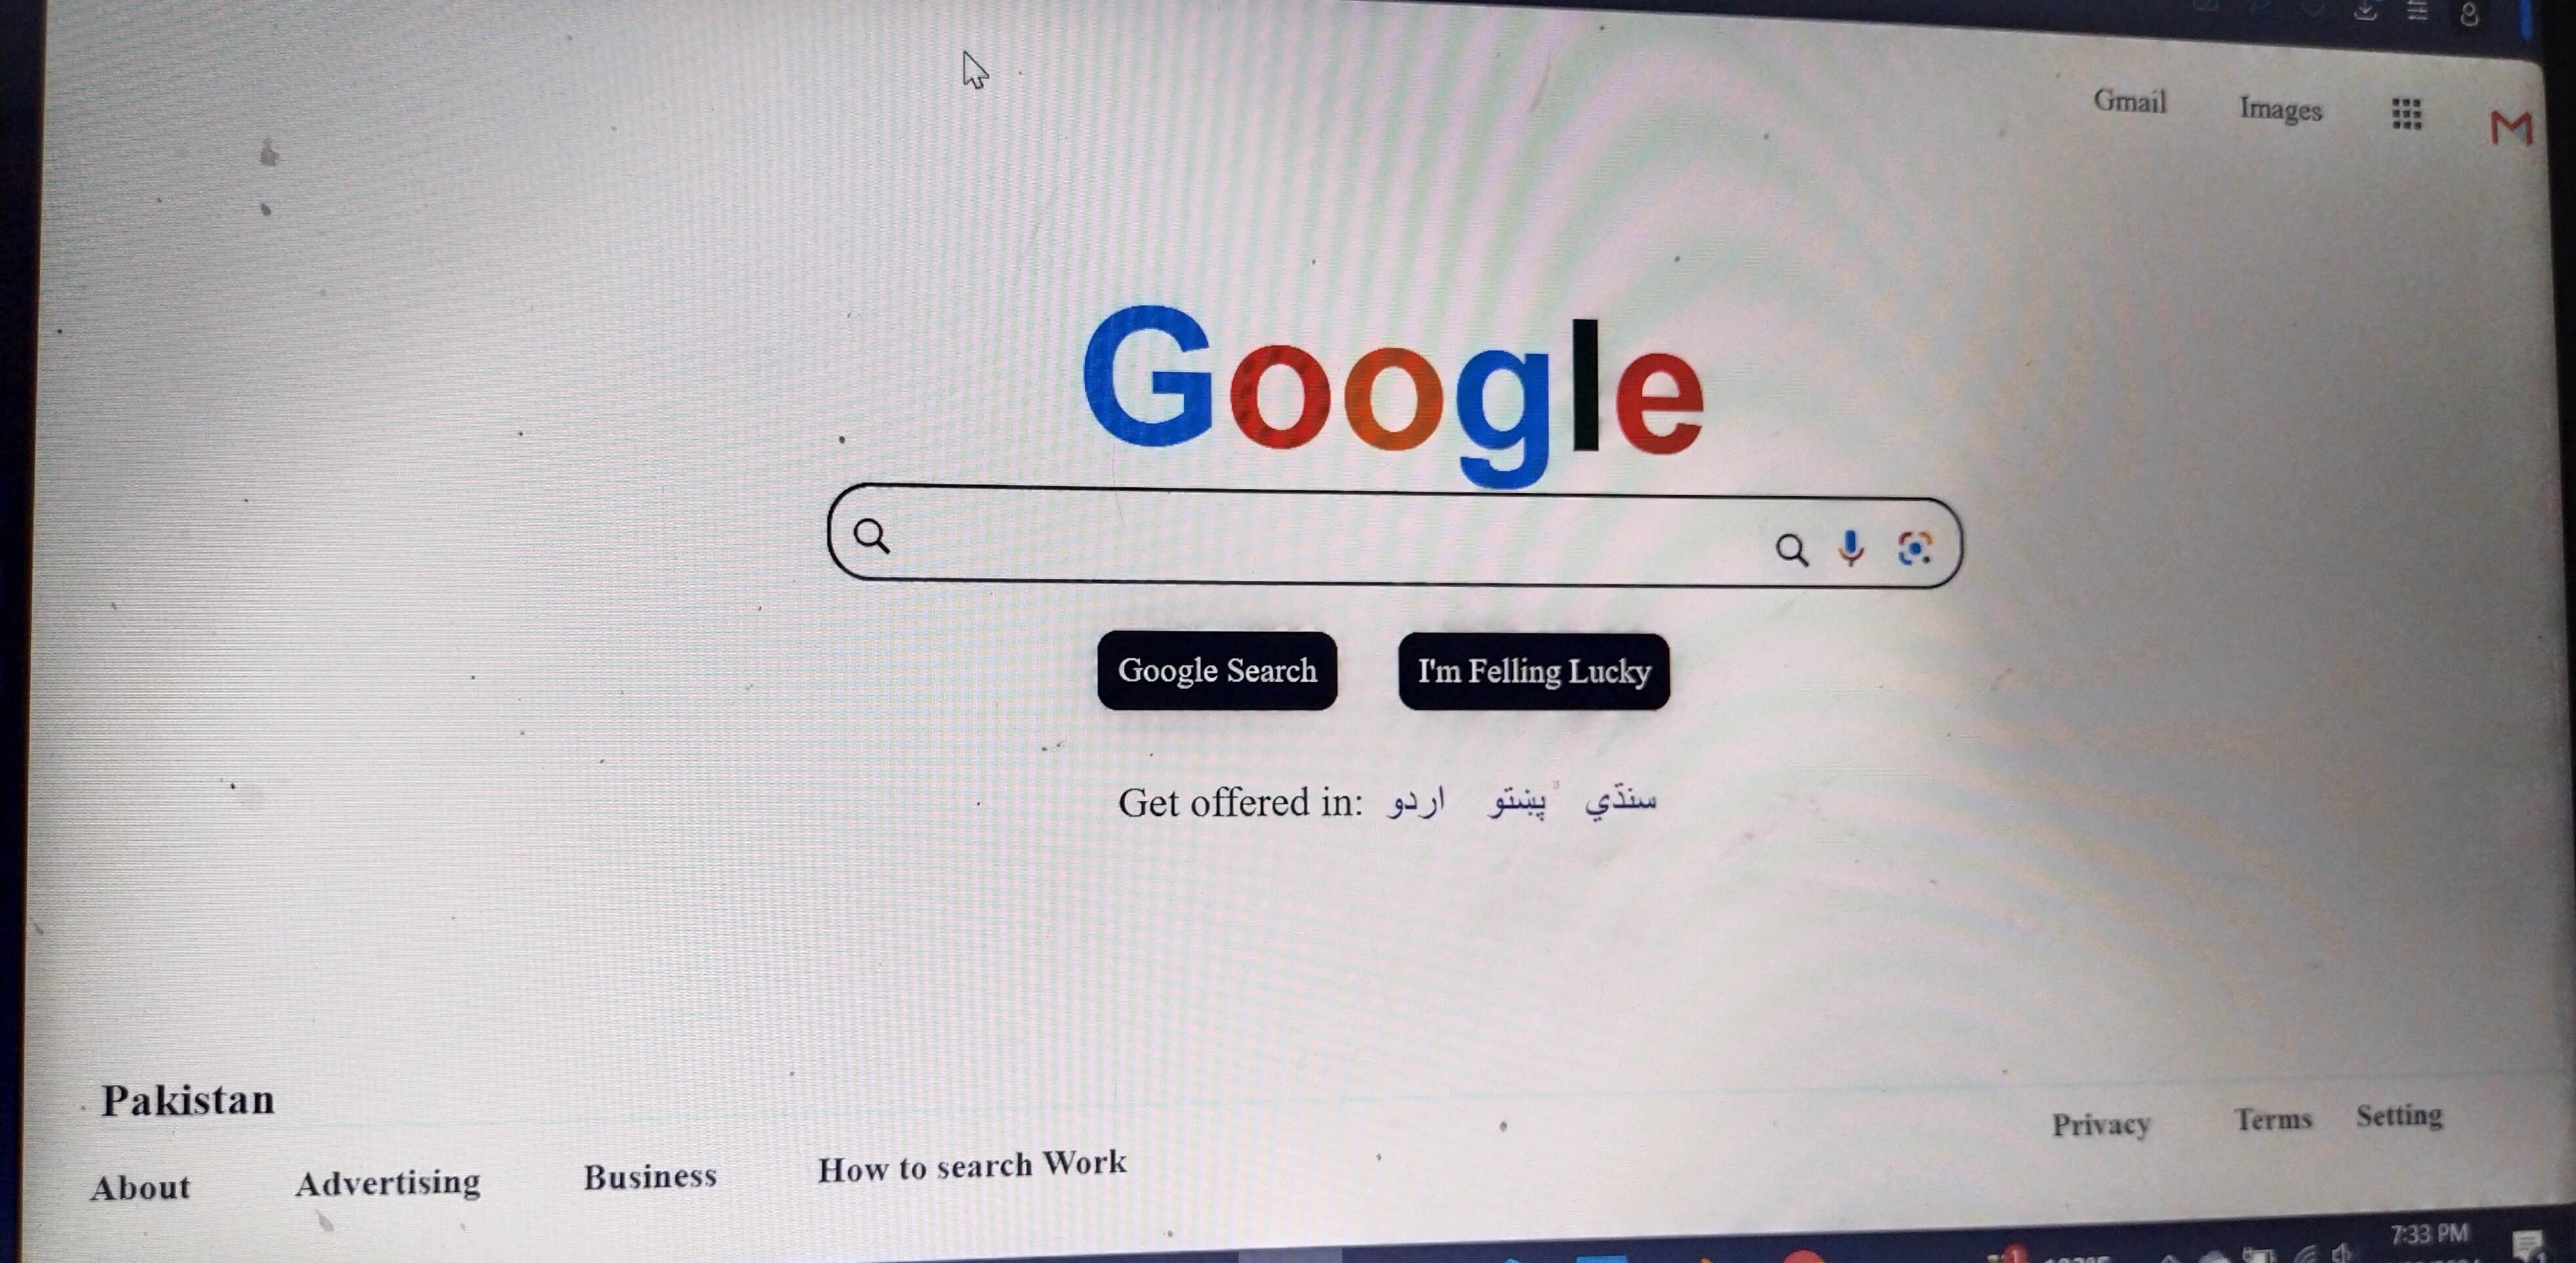 Gmail Images
Google
Google Search I'm Felling Lucky
Get offered in: اردو پښتو سنڌي
Pakistan
Privacy Terms Setting
About Advertising Business How to search Work
7:33 PM